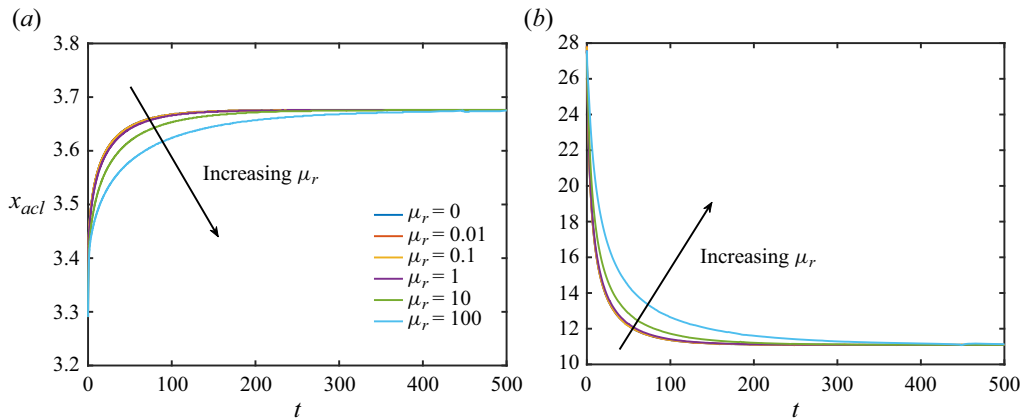 (a)
3.8
3.7
3.6
x_acl 3.5
3.4
3.3
3.2
0 100 200 300 400 500
t
Increasing μ_r
μ_r = 0
μ_r = 0.01
μ_r = 0.1
μ_r = 1
μ_r = 10
μ_r = 100
(b)
28
26
24
22
20
18
16
14
12
10
0 100 200 300 400 500
t
Increasing μ_r